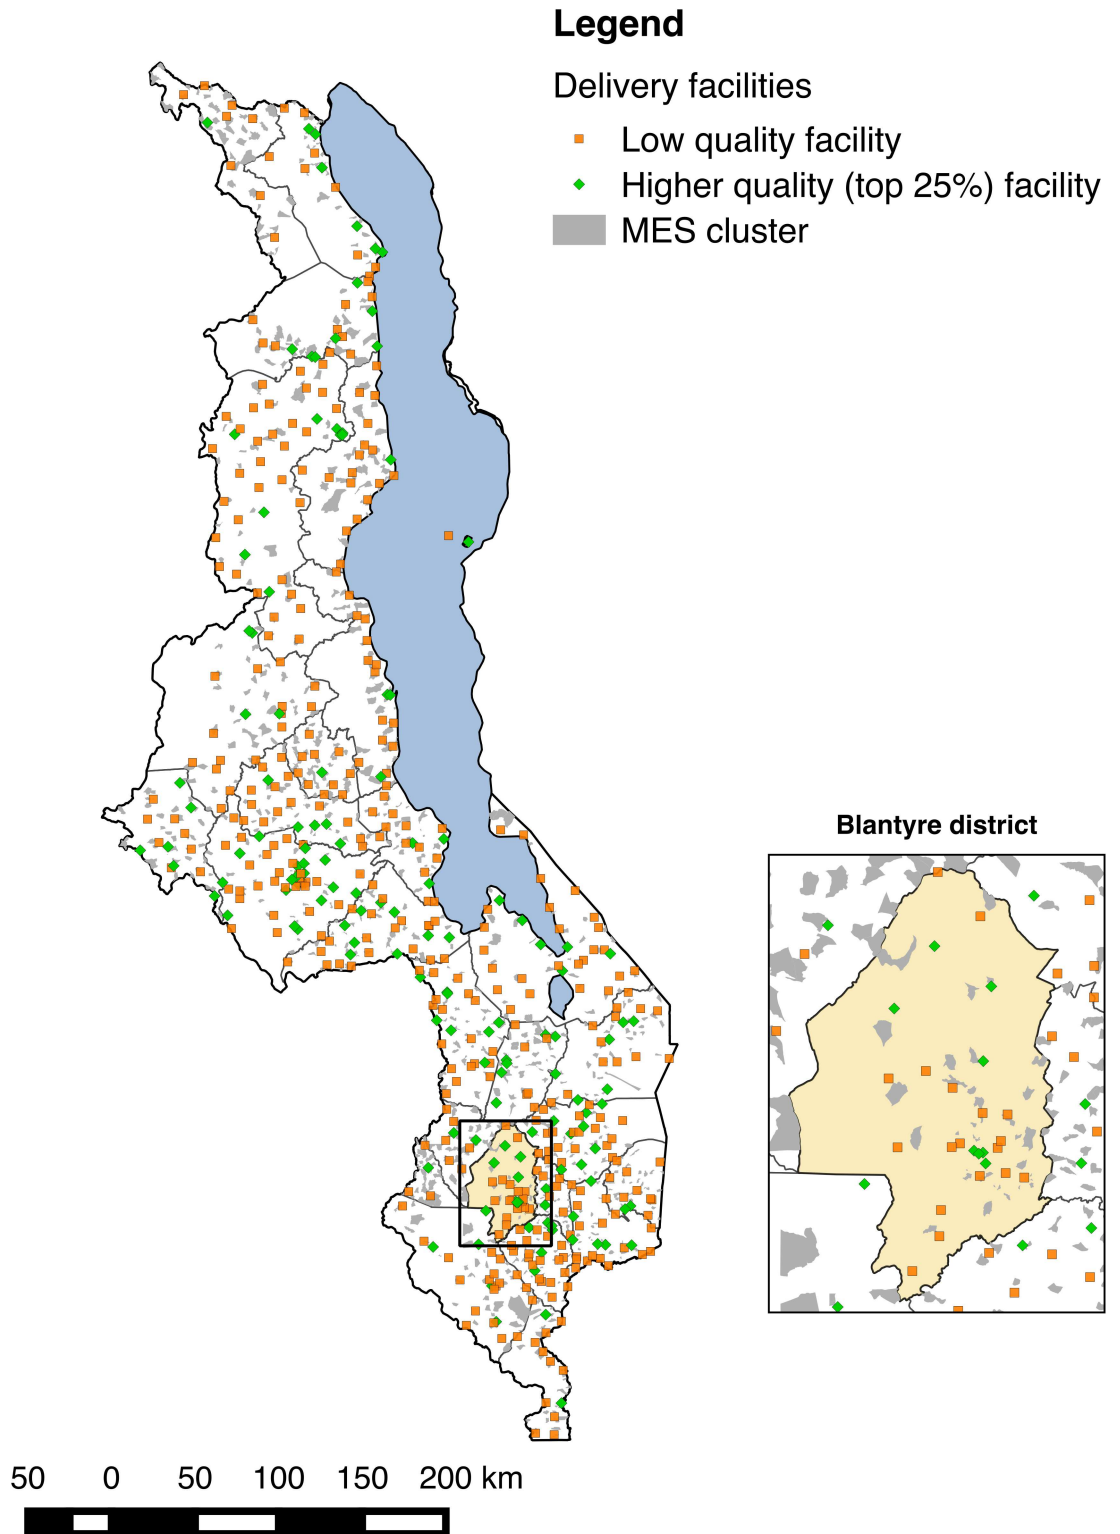 Legend
Delivery facilities
Low quality facility
Higher quality (top 25%) facility
MES cluster
Blantyre district
50 0 50 100 150 200 km